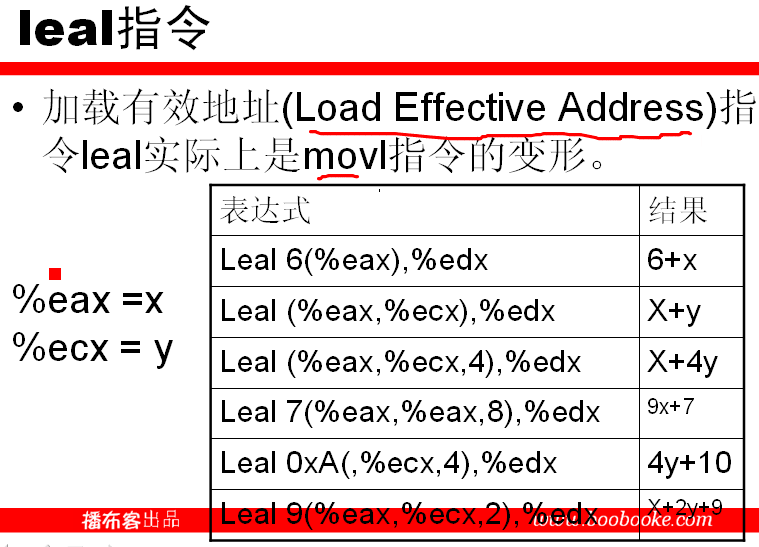 leal指令
• 加载有效地址(Load Effective Address)指
令leal实际上是movl指令的变形。
%eax =x
%ecx = y
表达式 结果
Leal 6(%eax),%edx 6+x
Leal (%eax,%ecx),%edx X+y
Leal (%eax,%ecx,4),%edx X+4y
Leal 7(%eax,%eax,8),%edx 9x+7
Leal 0xA(,%ecx,4),%edx 4y+10
Leal 9(%eax,%ecx,2),%edx X+2y+9
播布客出品 www.boobooke.com